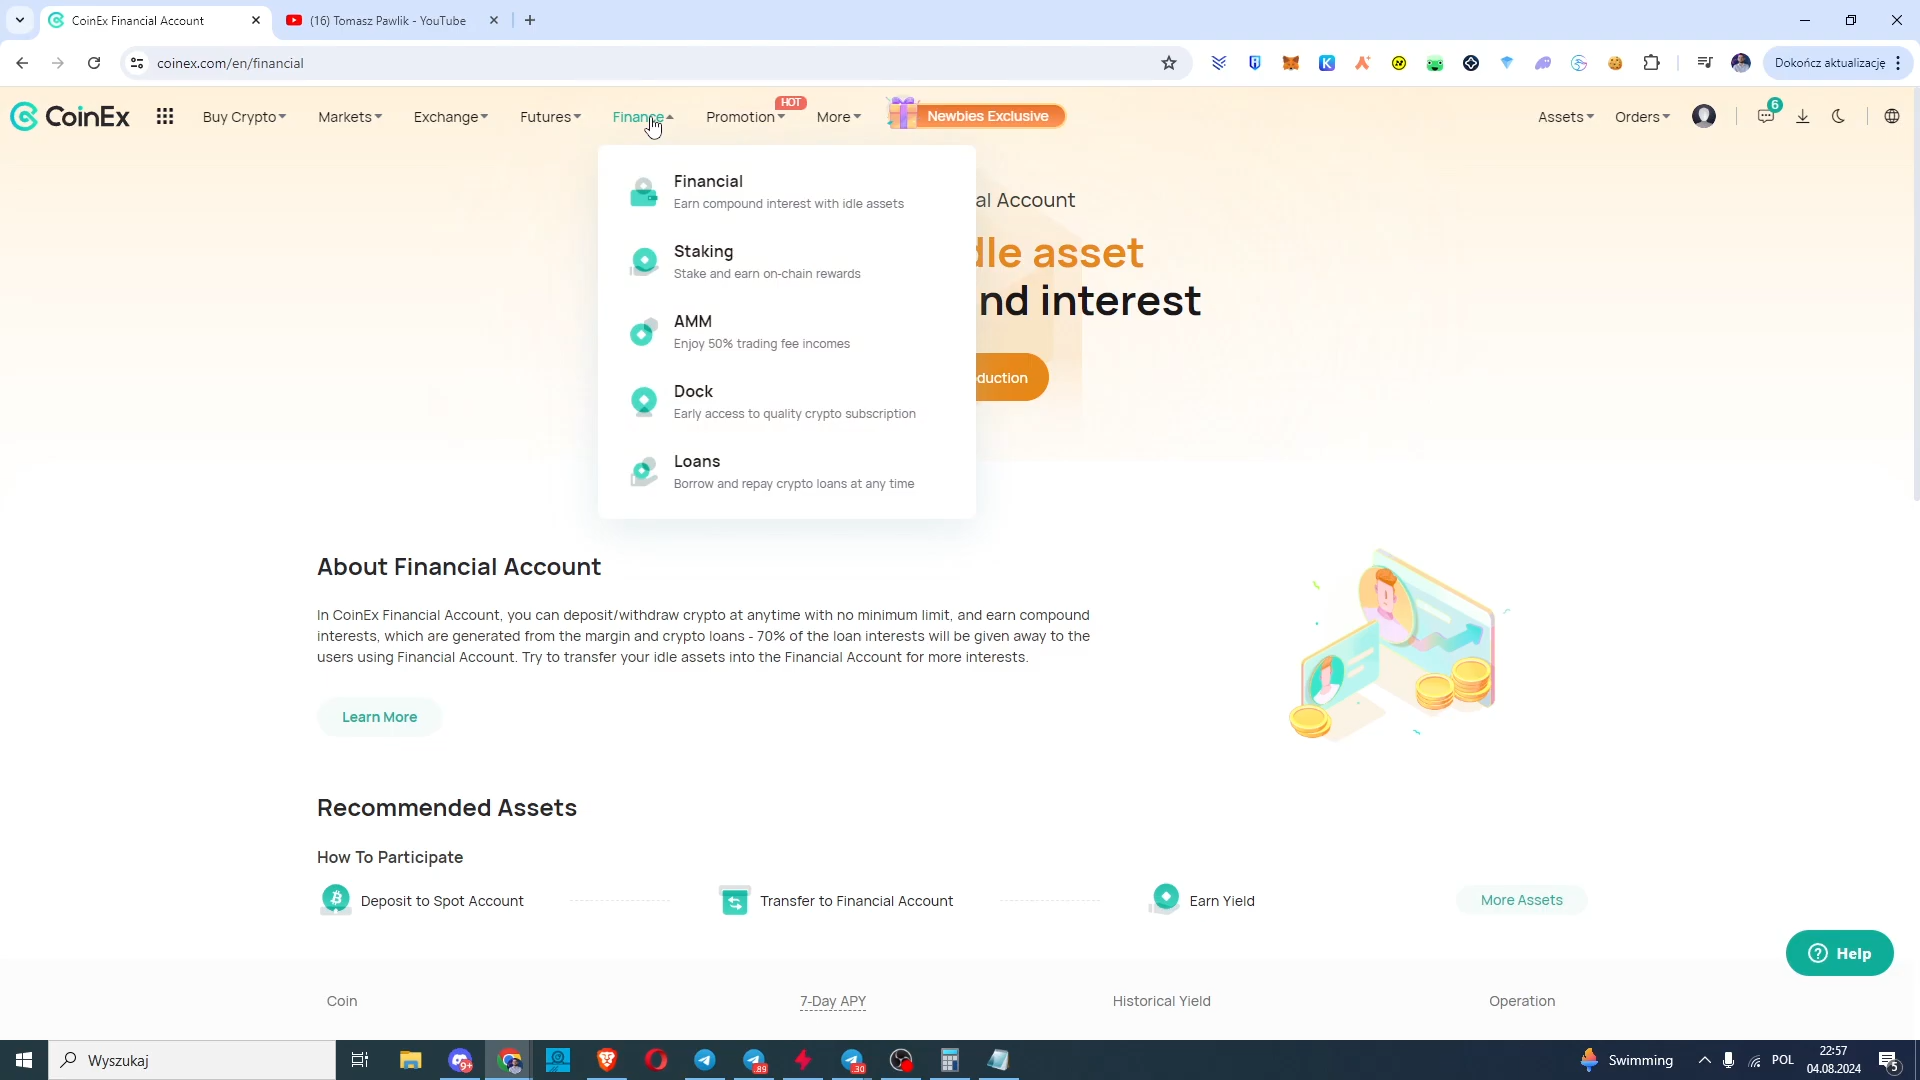 CoinEx Financial Account
(16) Tomasz Pawlik - YouTube
coinex.com/en/financial
Dokończ aktualizację
CoinEx
Buy Crypto
Markets
Exchange
Futures
Finance
Promotion
HOT
More
Newbies Exclusive
Assets
Orders
6
Financial
Earn compound interest with idle assets
Staking
Stake and earn on-chain rewards
AMM
Enjoy 50% trading fee incomes
Dock
Early access to quality crypto subscription
Loans
Borrow and repay crypto loans at any time
al Account
dle asset
nd interest
duction
About Financial Account
In CoinEx Financial Account, you can deposit/withdraw crypto at anytime with no minimum limit, and earn compound
interests, which are generated from the margin and crypto loans - 70% of the loan interests will be given away to the
users using Financial Account. Try to transfer your idle assets into the Financial Account for more interests.
Learn More
Recommended Assets
How To Participate
Deposit to Spot Account
Transfer to Financial Account
Earn Yield
More Assets
Help
Coin
7-Day APY
Historical Yield
Operation
Wyszukaj
9+
89
30
Swimming
POL
22:57
04.08.2024
5